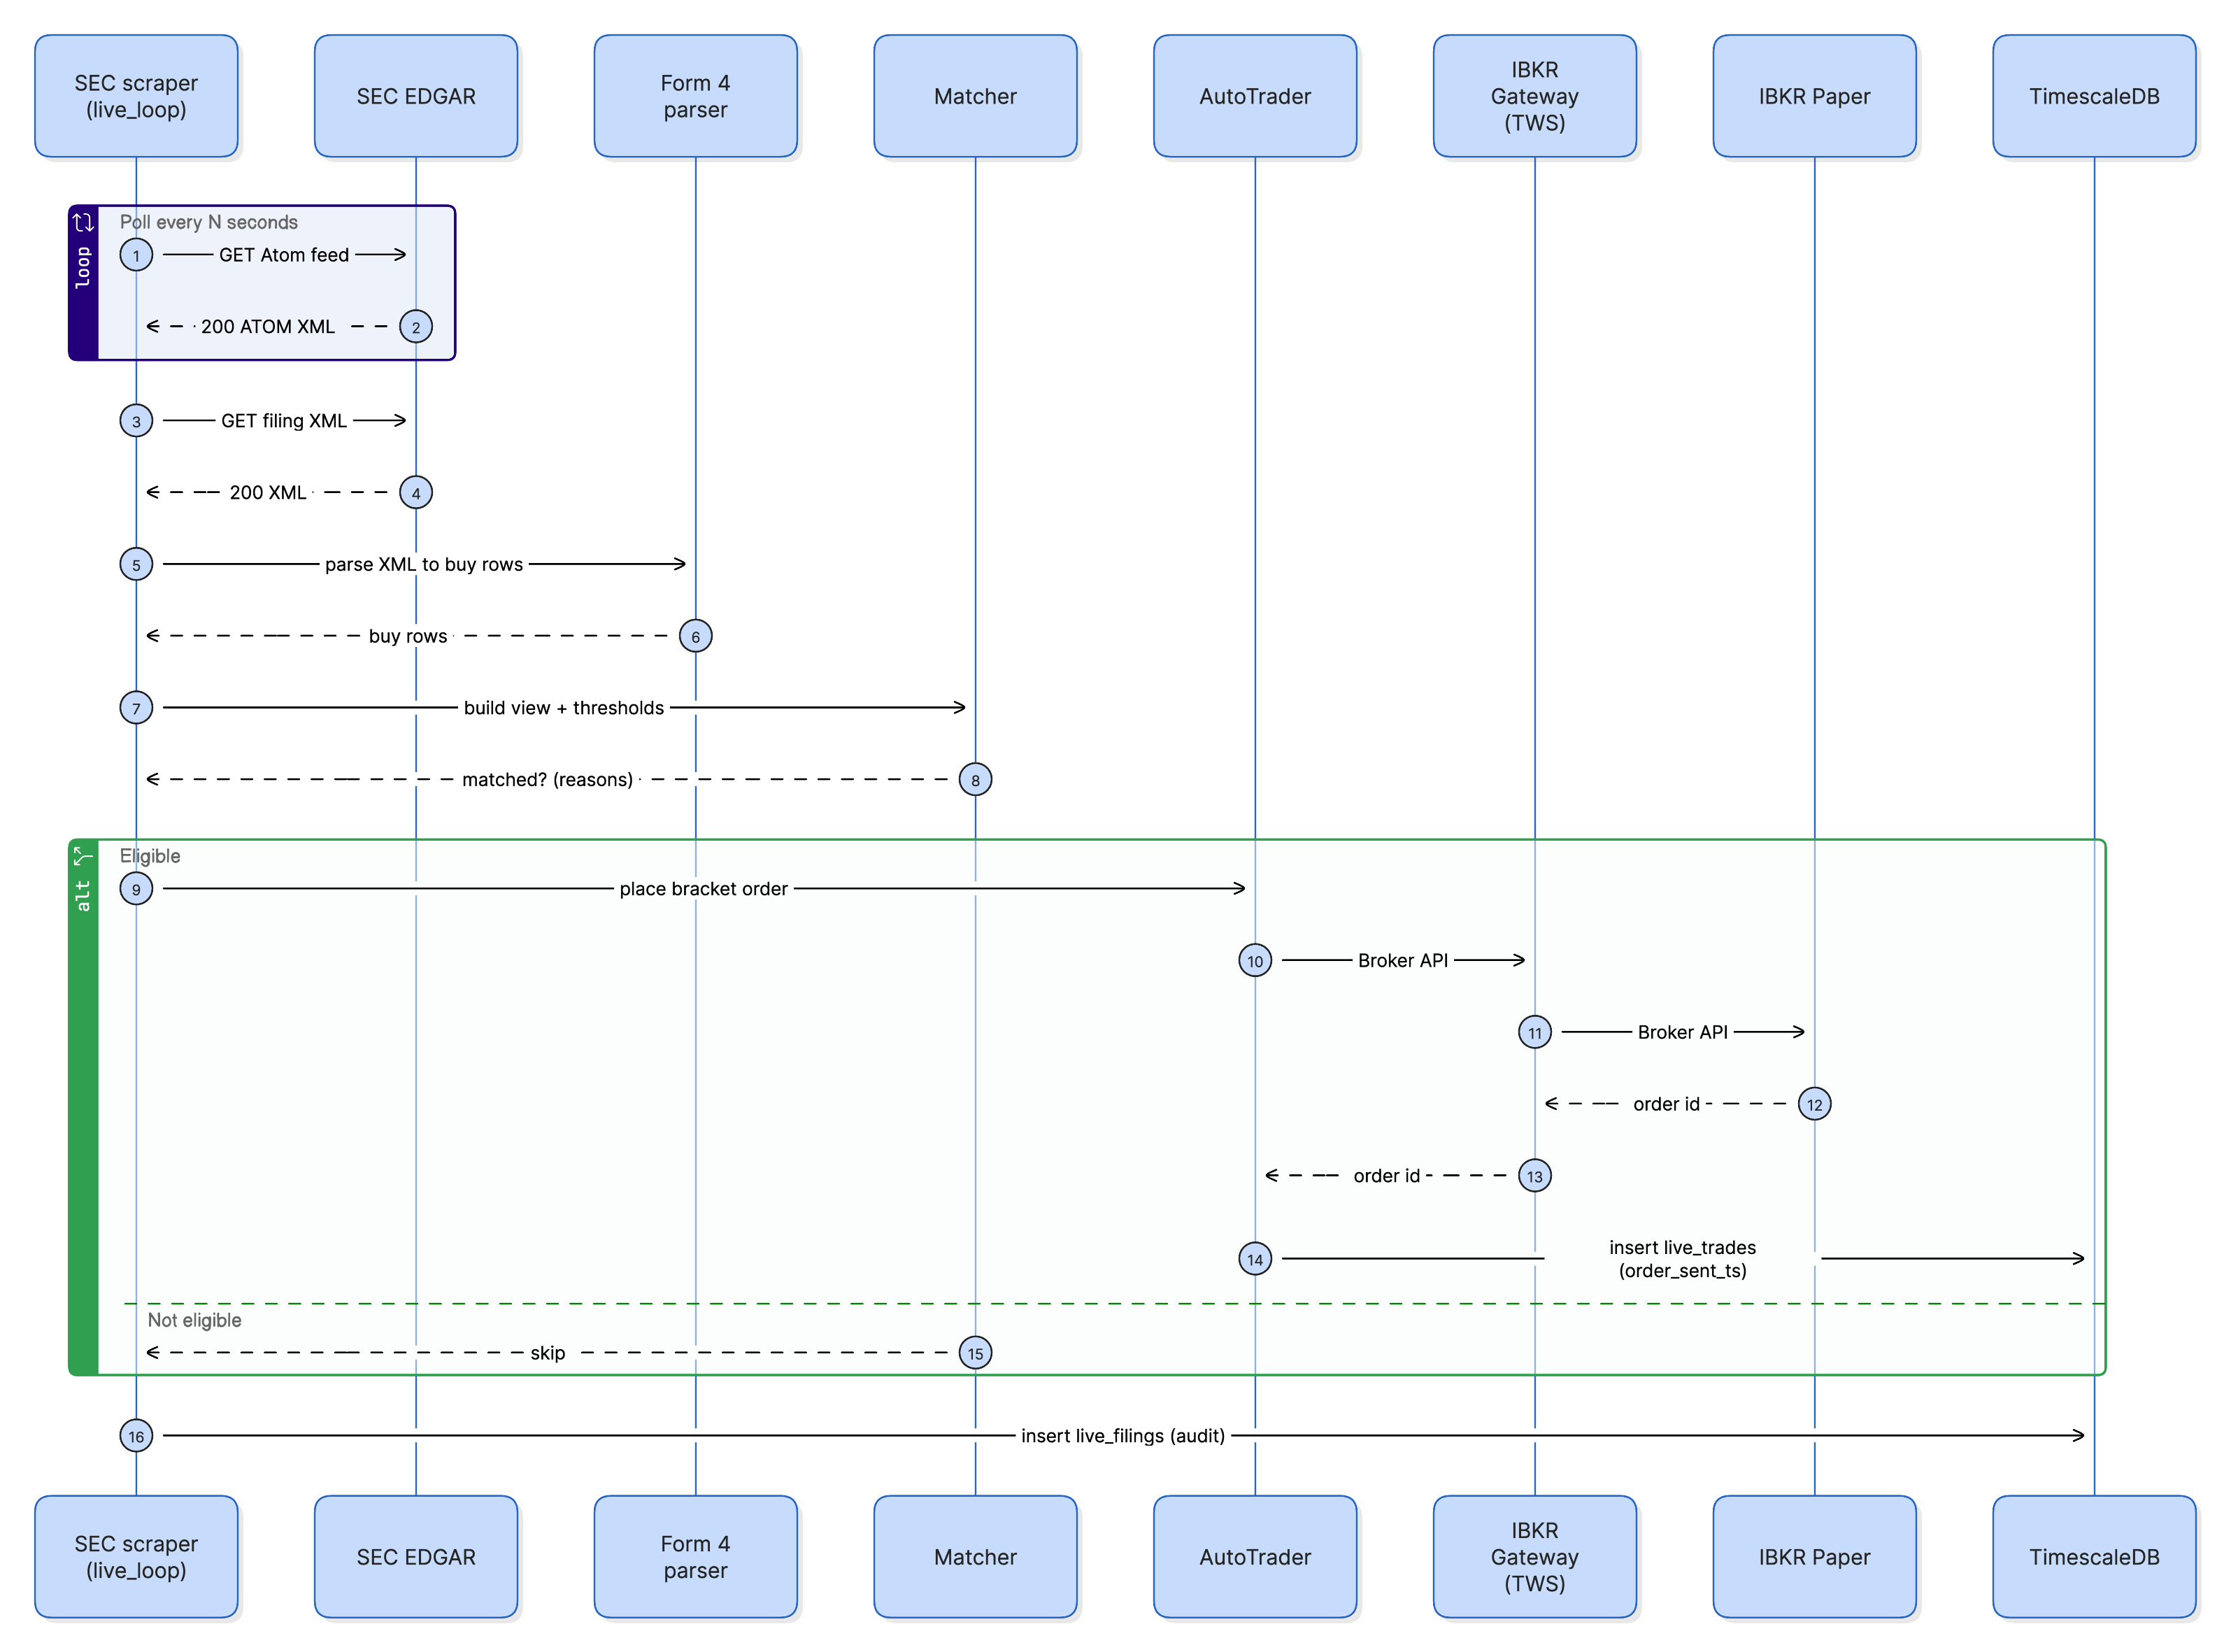 SEC scraper
(live_loop)
SEC EDGAR
Form 4
parser
Matcher
AutoTrader
IBKR
Gateway
(TWS)
IBKR Paper
TimescaleDB
loop
Poll every N seconds
1
GET Atom feed
200 ATOM XML
2
3
GET filing XML
200 XML
4
5
parse XML to buy rows
buy rows
6
7
build view + thresholds
matched? (reasons)
8
alt
Eligible
9
place bracket order
10
Broker API
11
Broker API
order id
12
order id
13
14
insert live_trades
(order_sent_ts)
Not eligible
skip
15
16
insert live_filings (audit)
SEC scraper
(live_loop)
SEC EDGAR
Form 4
parser
Matcher
AutoTrader
IBKR
Gateway
(TWS)
IBKR Paper
TimescaleDB